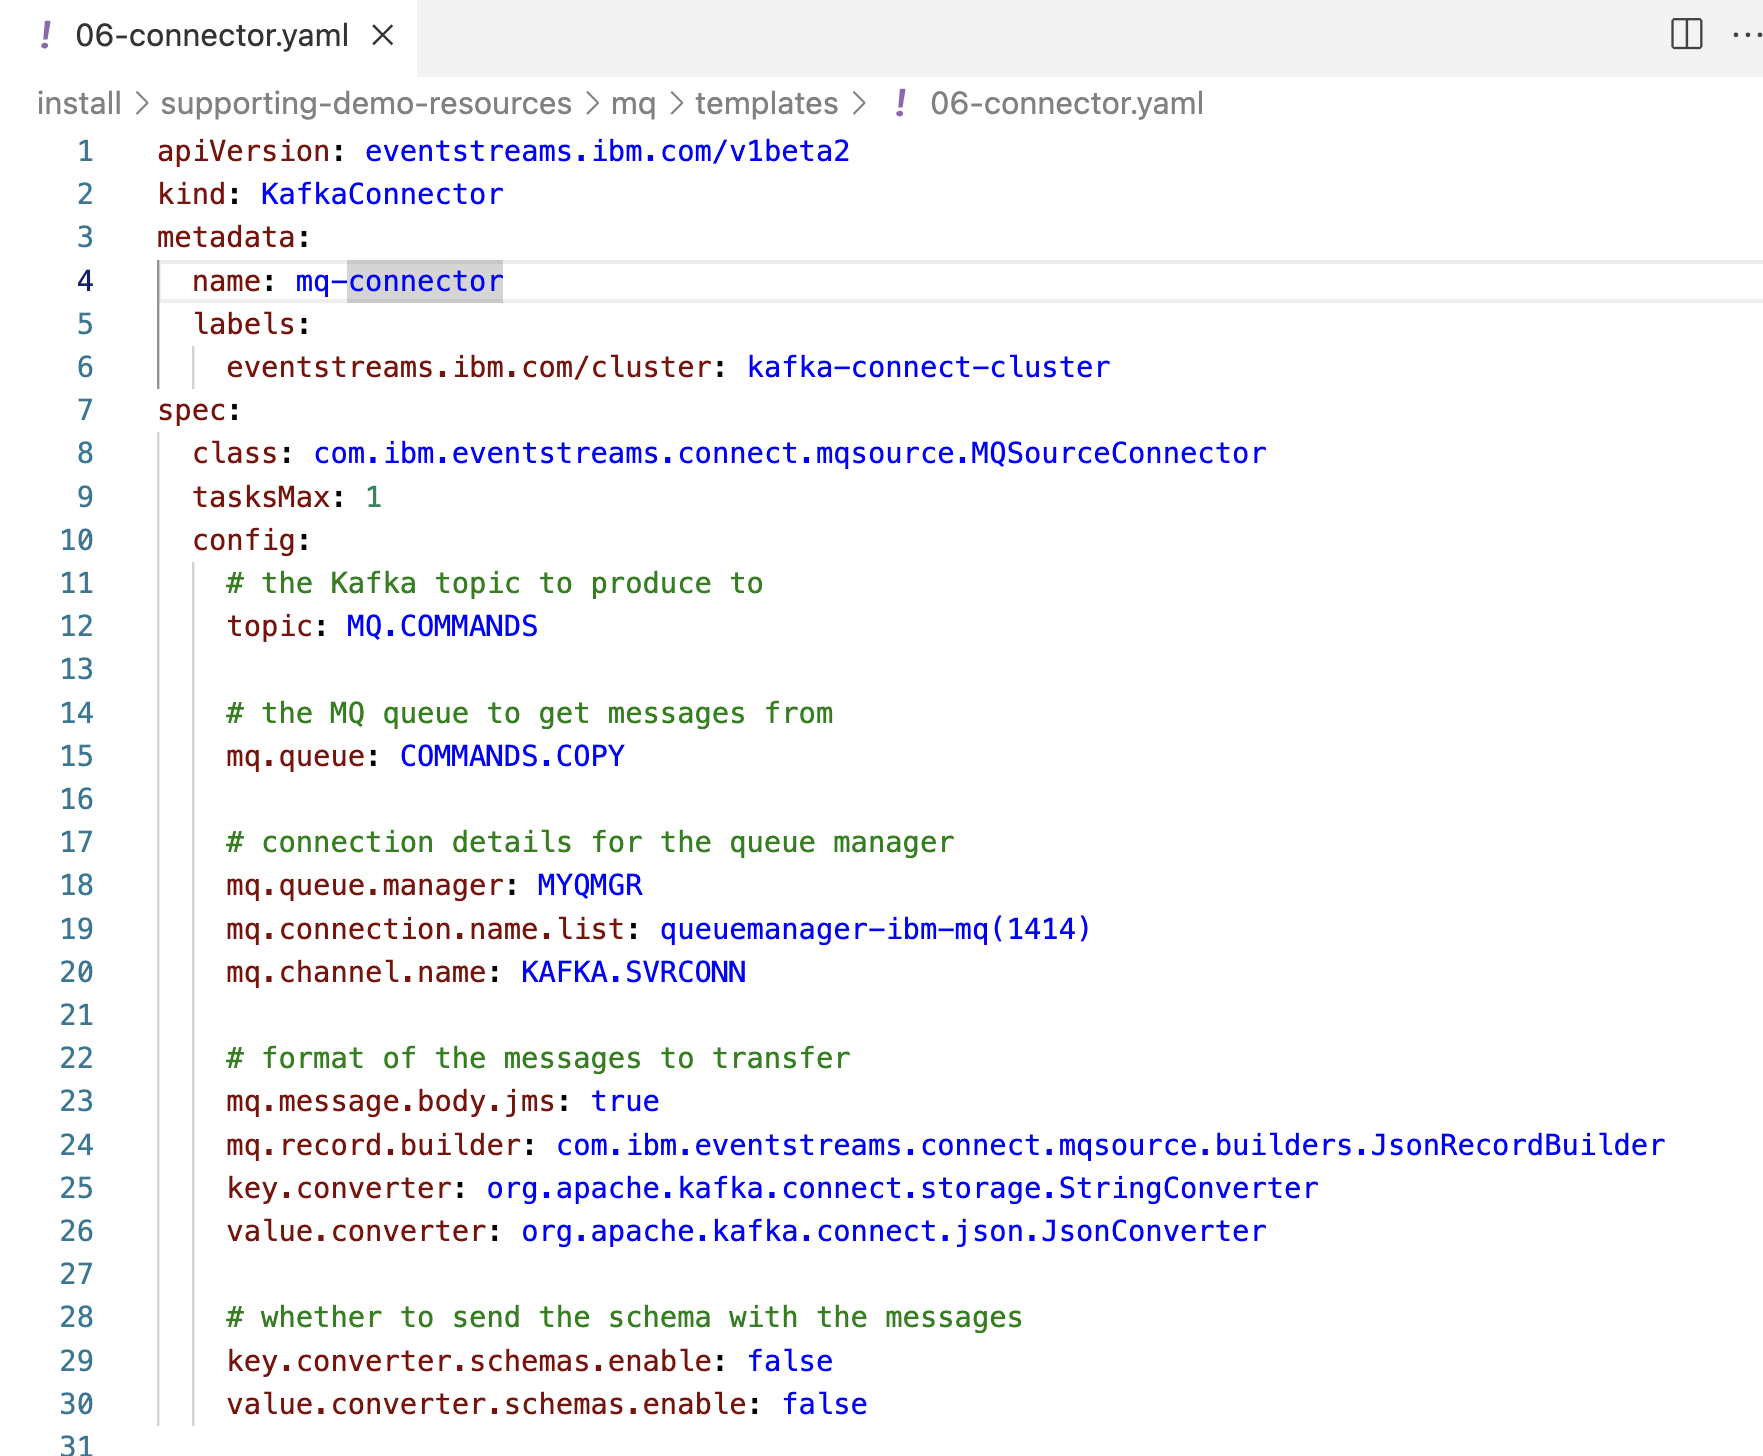 06-connector.yaml
install > supporting-demo-resources > mq > templates > ! 06-connector.yaml
1 apiVersion: eventstreams.ibm.com/v1beta2
2 kind: KafkaConnector
3 metadata:
4   name: mq-connector
5   labels:
6     eventstreams.ibm.com/cluster: kafka-connect-cluster
7 spec:
8   class: com.ibm.eventstreams.connect.mqsource.MQSourceConnector
9   tasksMax: 1
10   config:
11     # the Kafka topic to produce to
12     topic: MQ.COMMANDS
13
14     # the MQ queue to get messages from
15     mq.queue: COMMANDS.COPY
16
17     # connection details for the queue manager
18     mq.queue.manager: MYQMGR
19     mq.connection.name.list: queuemanager-ibm-mq(1414)
20     mq.channel.name: KAFKA.SVRCONN
21
22     # format of the messages to transfer
23     mq.message.body.jms: true
24     mq.record.builder: com.ibm.eventstreams.connect.mqsource.builders.JsonRecordBuilder
25     key.converter: org.apache.kafka.connect.storage.StringConverter
26     value.converter: org.apache.kafka.connect.json.JsonConverter
27
28     # whether to send the schema with the messages
29     key.converter.schemas.enable: false
30     value.converter.schemas.enable: false
31